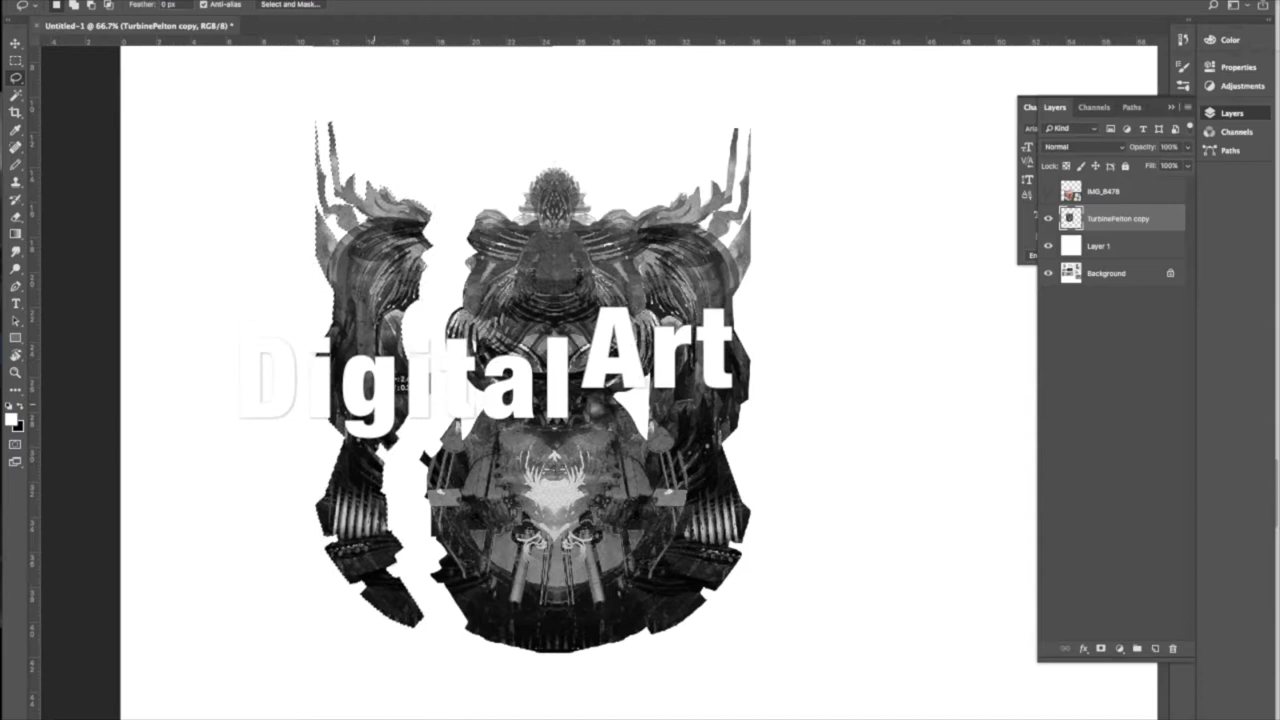 Feather: 0 px
Anti-alias
Select and Mask...
Untitled-1 @ 66.7% (TurbinePelton copy, RGB/8) *
Color
Properties
Adjustments
Layers
Channels
Paths
Cha
Layers
Channels
Paths
Kind
Normal
Opacity: 100%
Lock:
Fill: 100%
IMG_8478
TurbinePelton copy
Layer 1
Background
Digital Art